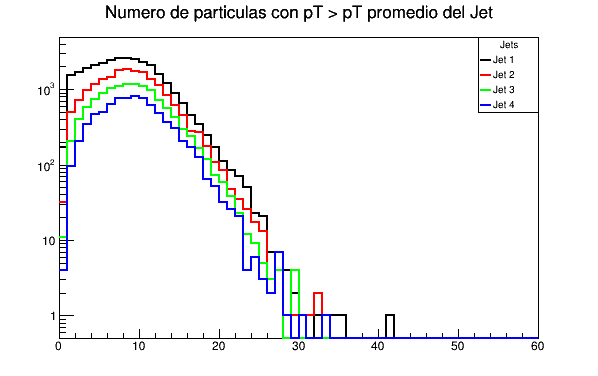 Numero de particulas con pT > pT promedio del Jet
Jets
Jet 1
Jet 2
Jet 3
Jet 4
10³
10²
10
1
0 10 20 30 40 50 60